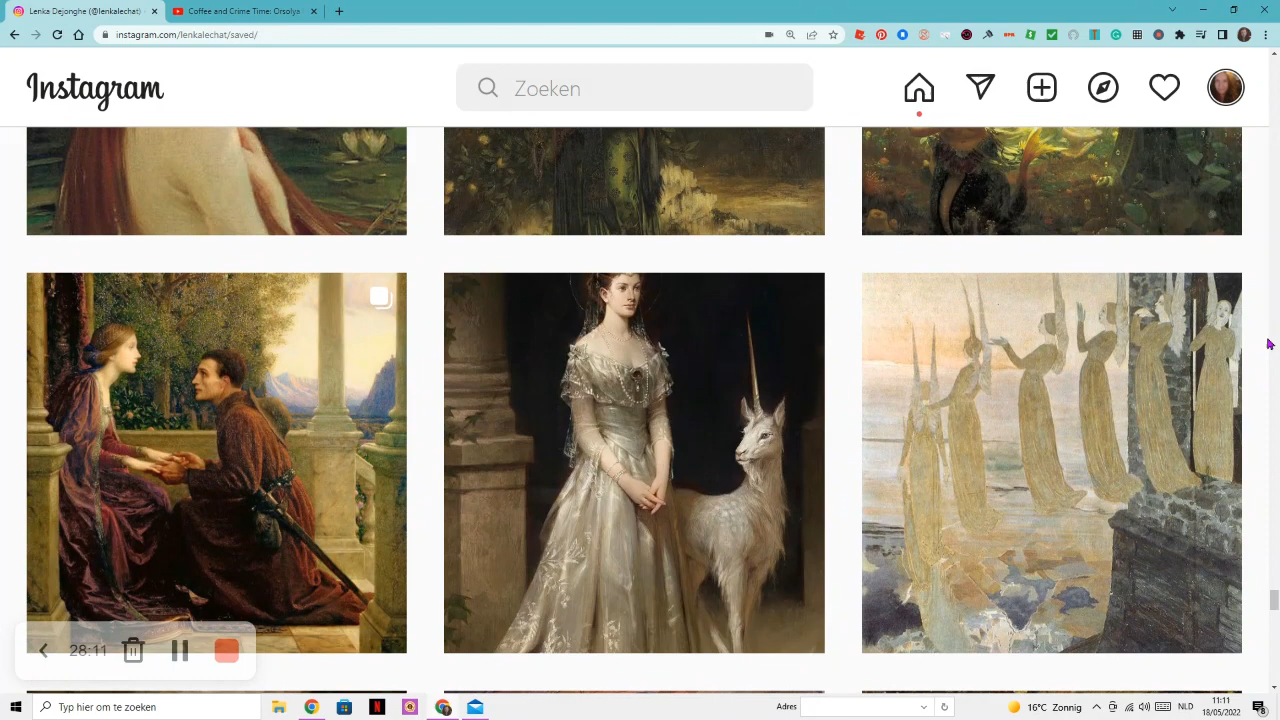 Lenka Dejonghe (@lenkalechat) ·
Coffee and Crime Time: Orsolya
instagram.com/lenkalechat/saved/
Instagram
Zoeken
28:11
Typ hier om te zoeken
Adres
16°C Zonnig
NLD
11:11
18/05/2022
8